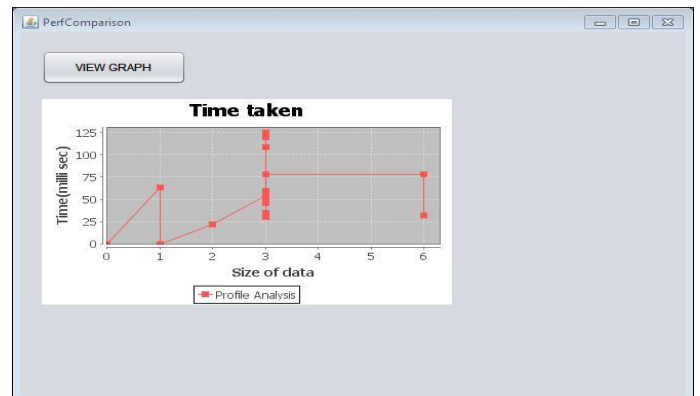 PerfComparison
VIEW GRAPH
Time taken
Time(milli sec)
125
100
75
50
25
0
0 1 2 3 4 5 6
Size of data
Profile Analysis